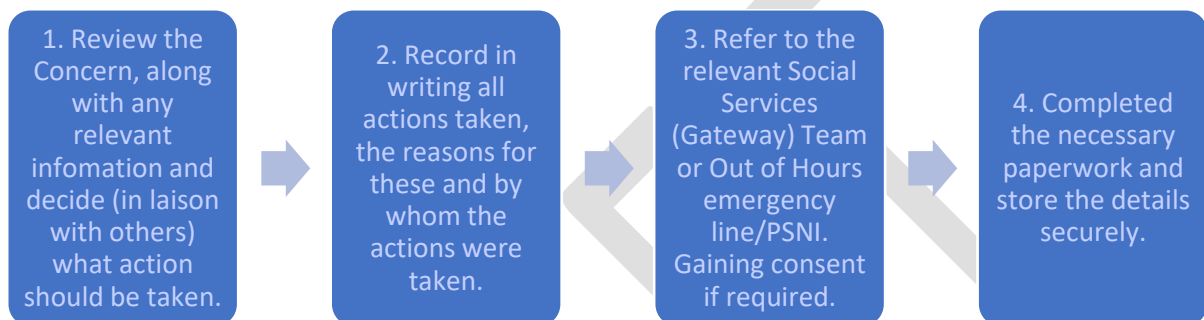 1. Review the
Concern, along
with any
relevant
infomation and
decide (in laison
with others)
what action
should be taken.
2. Record in
writing all
actions taken,
the reasons for
these and by
whom the
actions were
taken.
3. Refer to the
relevant Social
Services
(Gateway) Team
or Out of Hours
emergency
line/PSNI.
Gaining consent
if required.
4. Completed
the necessary
paperwork and
store the details
securely.